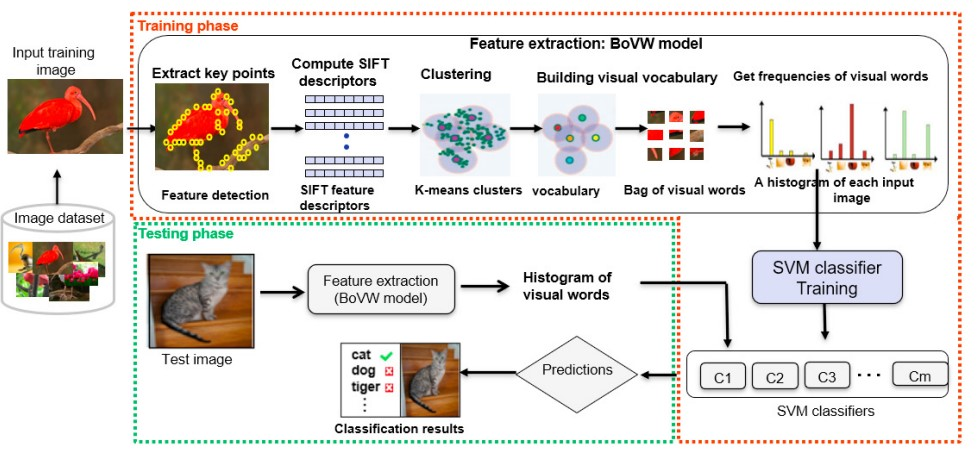 Training phase
Feature extraction: BoVW model
Input training
image
Extract key points
Compute SIFT
descriptors
Clustering
Building visual vocabulary
Get frequencies of visual words
Feature detection
SIFT feature
descriptors
K-means clusters
vocabulary
Bag of visual words
A histogram of each input
image
Image dataset
Testing phase
Test image
Feature extraction
(BoVW model)
Histogram of
visual words
SVM classifier
Training
cat
dog
tiger
Classification results
Predictions
C1
C2
C3
Cm
SVM classifiers